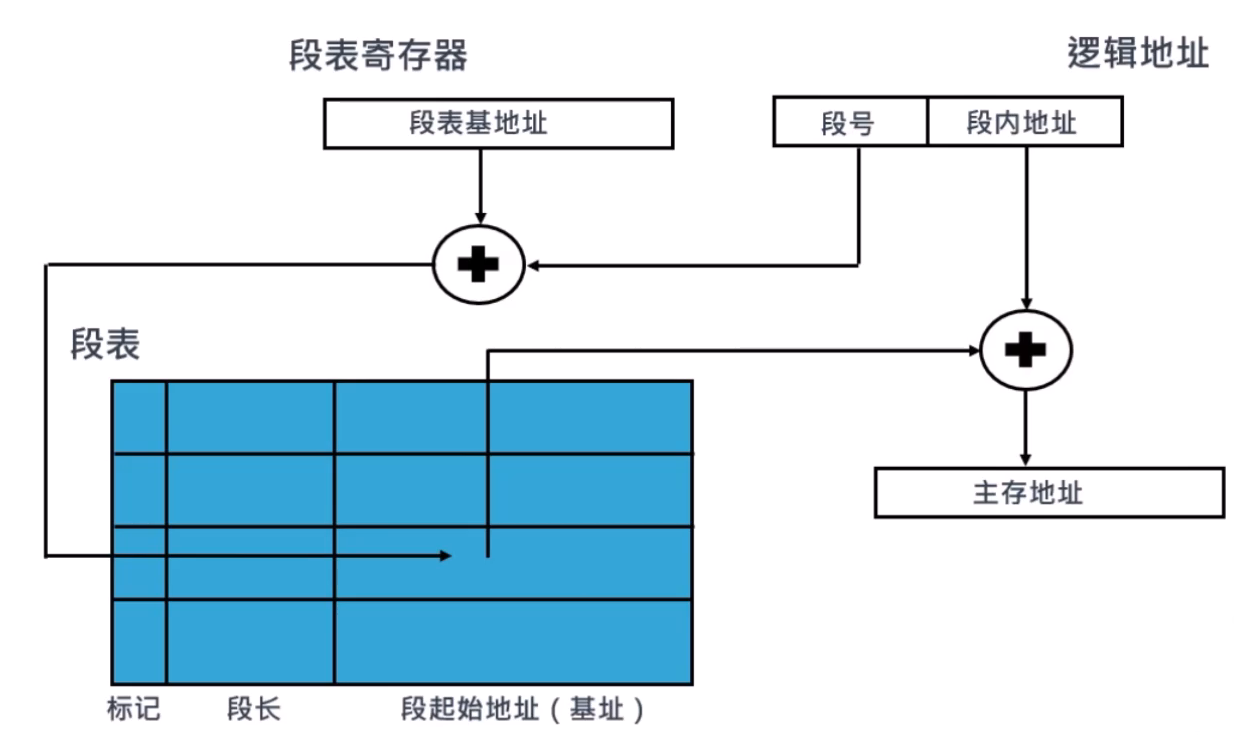 段表寄存器
逻辑地址
段表基地址
段号
段内地址
段表
主存地址
标记
段长
段起始地址（基址）